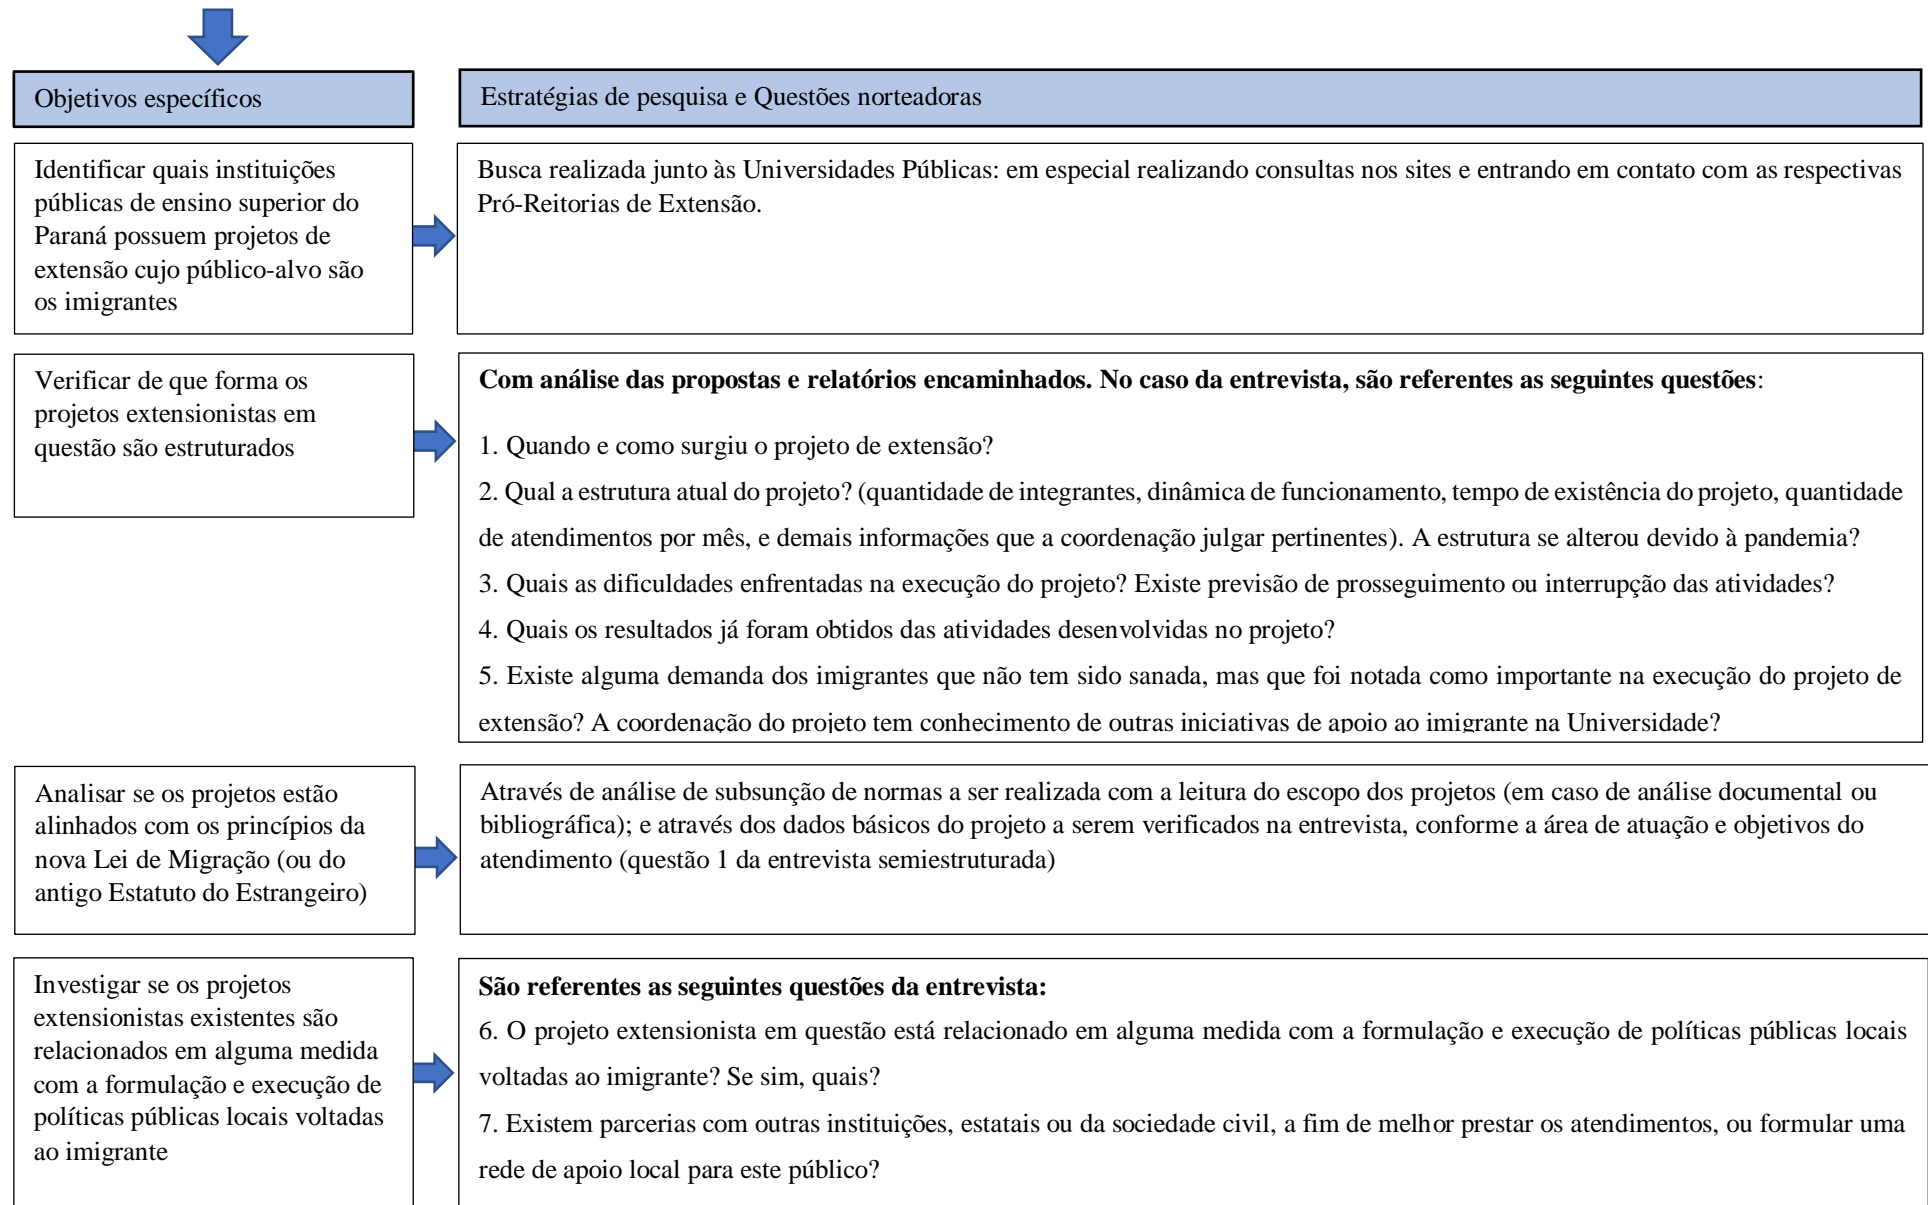 Objetivos específicos
Estratégias de pesquisa e Questões norteadoras
Identificar quais instituições
públicas de ensino superior do
Paraná possuem projetos de
extensão cujo público-alvo são
os imigrantes
Busca realizada junto às Universidades Públicas: em especial realizando consultas nos sites e entrando em contato com as respectivas
Pró-Reitorias de Extensão.
Verificar de que forma os
projetos extensionistas em
questão são estruturados
Com análise das propostas e relatórios encaminhados. No caso da entrevista, são referentes as seguintes questões:
1. Quando e como surgiu o projeto de extensão?
2. Qual a estrutura atual do projeto? (quantidade de integrantes, dinâmica de funcionamento, tempo de existência do projeto, quantidade
de atendimentos por mês, e demais informações que a coordenação julgar pertinentes). A estrutura se alterou devido à pandemia?
3. Quais as dificuldades enfrentadas na execução do projeto? Existe previsão de prosseguimento ou interrupção das atividades?
4. Quais os resultados já foram obtidos das atividades desenvolvidas no projeto?
5. Existe alguma demanda dos imigrantes que não tem sido sanada, mas que foi notada como importante na execução do projeto de
extensão? A coordenação do projeto tem conhecimento de outras iniciativas de apoio ao imigrante na Universidade?
Analisar se os projetos estão
alinhados com os princípios da
nova Lei de Migração (ou do
antigo Estatuto do Estrangeiro)
Através de análise de subsunção de normas a ser realizada com a leitura do escopo dos projetos (em caso de análise documental ou
bibliográfica); e através dos dados básicos do projeto a serem verificados na entrevista, conforme a área de atuação e objetivos do
atendimento (questão 1 da entrevista semiestruturada)
Investigar se os projetos
extensionistas existentes são
relacionados em alguma medida
com a formulação e execução de
políticas públicas locais voltadas
ao imigrante
São referentes as seguintes questões da entrevista:
6. O projeto extensionista em questão está relacionado em alguma medida com a formulação e execução de políticas públicas locais
voltadas ao imigrante? Se sim, quais?
7. Existem parcerias com outras instituições, estatais ou da sociedade civil, a fim de melhor prestar os atendimentos, ou formular uma
rede de apoio local para este público?